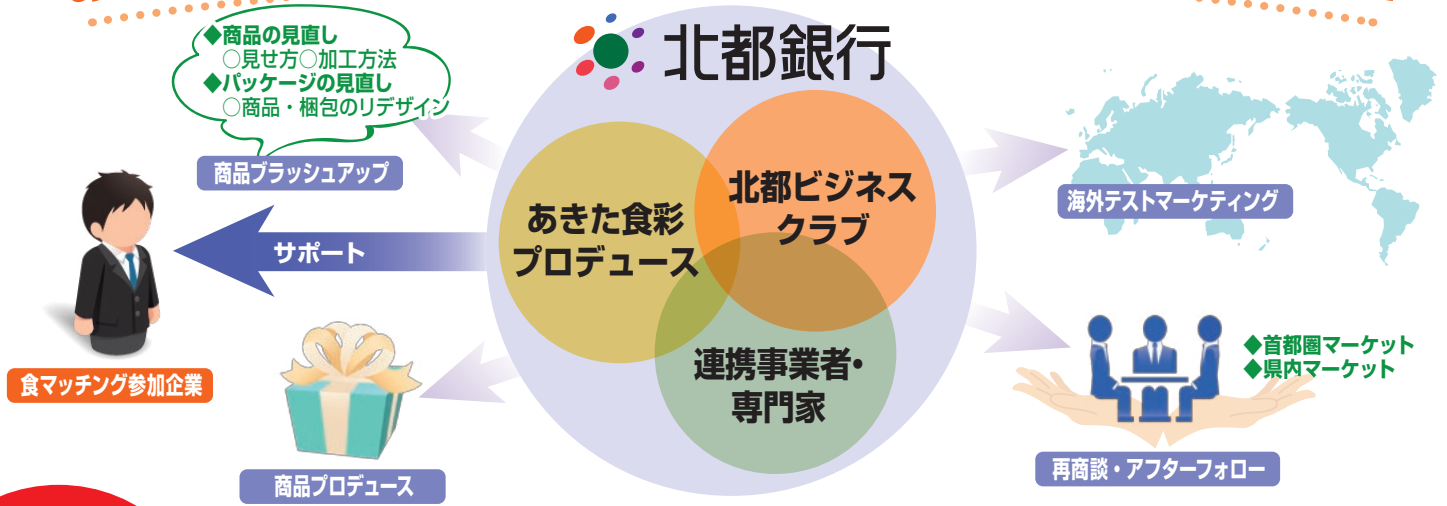 ◆商品の見直し
○見せ方○加工方法
◆パッケージの見直し
○商品・梱包のリデザイン
商品ブラッシュアップ
サポート
食マッチング参加企業
商品プロデュース
北都銀行
あきた食彩
プロデュース
北都ビジネス
クラブ
連携事業者・
専門家
海外テストマーケティング
◆首都圏マーケット
◆県内マーケット
再商談・アフターフォロー